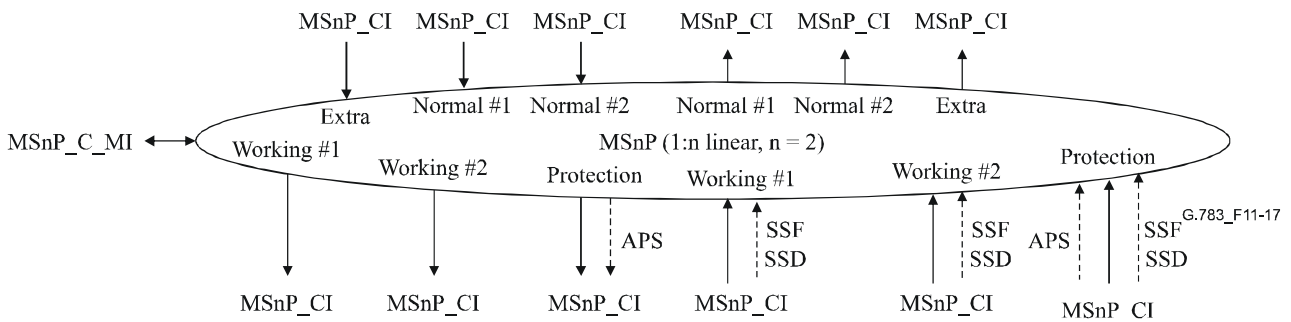 MSnP_CI MSnP_CI MSnP_CI MSnP_CI MSnP_CI MSnP_CI
Extra Normal #1 Normal #2 Normal #1 Normal #2 Extra
MSnP_C_MI
MSnP (1:n linear, n = 2)
Working #1 Working #2 Protection Working #1 Working #2 Protection
APS
SSF
SSD
SSF
SSD
APS
SSF
SSD
G.783_F11-17
MSnP_CI MSnP_CI MSnP_CI MSnP_CI MSnP_CI MSnP_CI